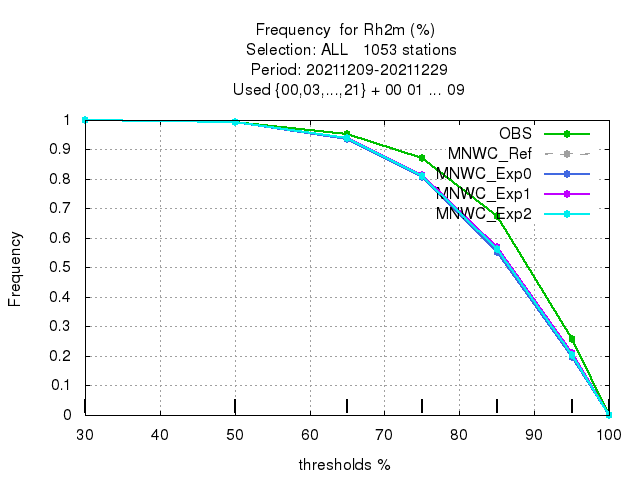 Frequency  for Rh2m (%)
Selection: ALL   1053 stations
Period: 20211209-20211229
Used {00,03,...,21} + 00 01 ... 09
OBS
MNWC_Ref
MNWC_Exp0
MNWC_Exp1
MNWC_Exp2
Frequency
1
0.9
0.8
0.7
0.6
0.5
0.4
0.3
0.2
0.1
0
30 40 50 60 70 80 90 100
thresholds %